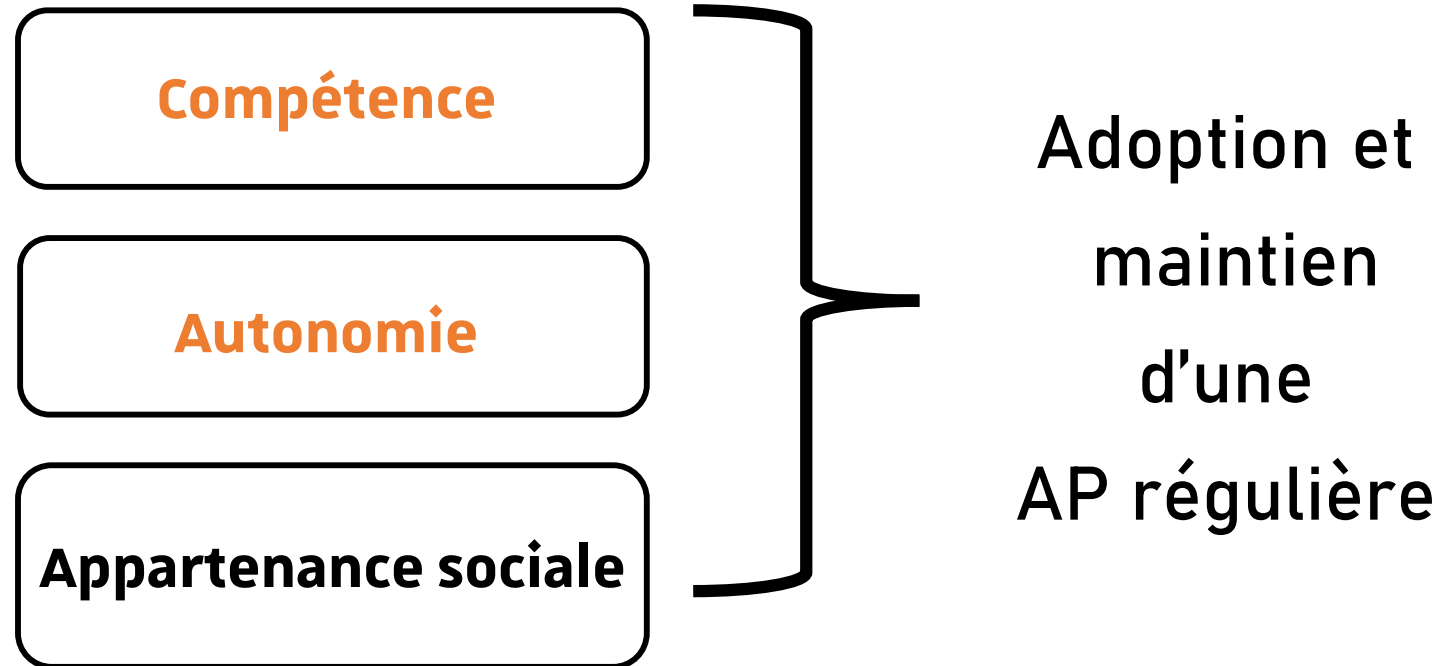 Compétence
Autonomie
Appartenance sociale
Adoption et
maintien
d’une
AP régulière